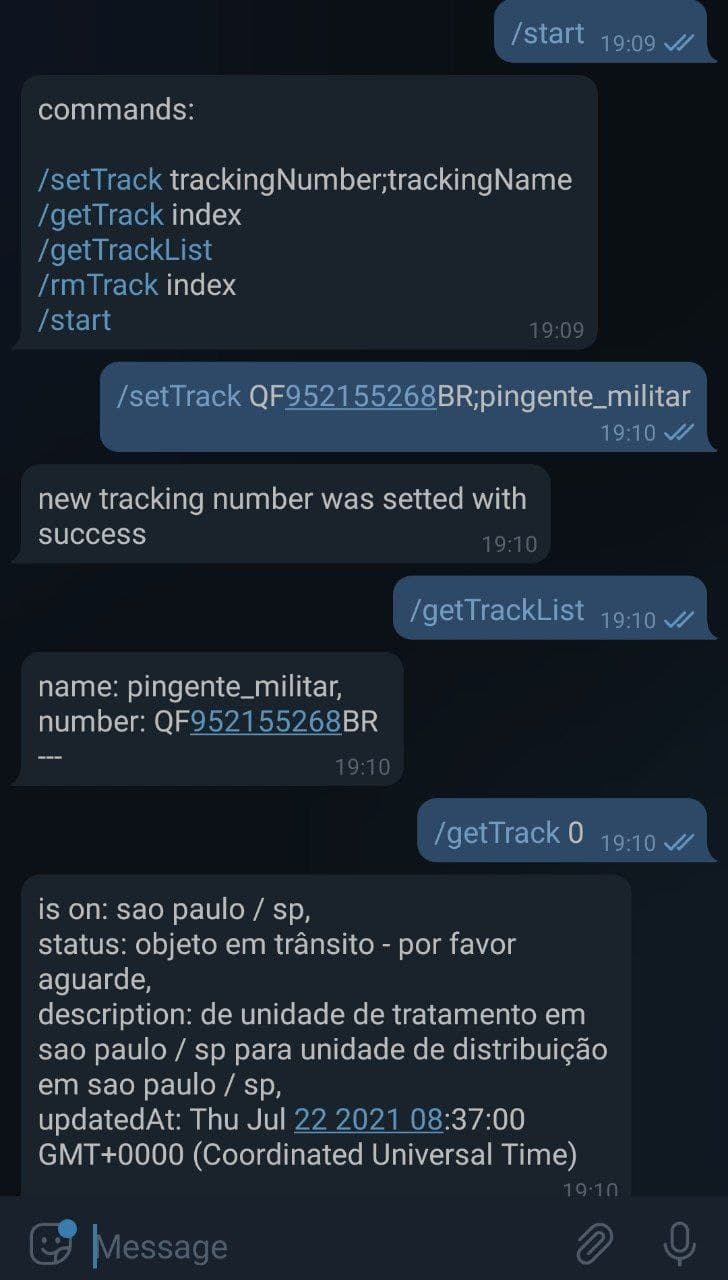 /start 19:09
commands:
/setTrack trackingNumber;trackingName
/getTrack index
/getTrackList
/rmTrack index
/start
19:09
/setTrack QF952155268BR;pingente_militar
19:10
new tracking number was setted with
success
19:10
/getTrackList 19:10
name: pingente_militar,
number: QF952155268BR
---
19:10
/getTrack 0 19:10
is on: sao paulo / sp,
status: objeto em trânsito - por favor
aguarde,
description: de unidade de tratamento em
sao paulo / sp para unidade de distribuição
em sao paulo / sp,
updatedAt: Thu Jul 22 2021 08:37:00
GMT+0000 (Coordinated Universal Time)
19:10
Message